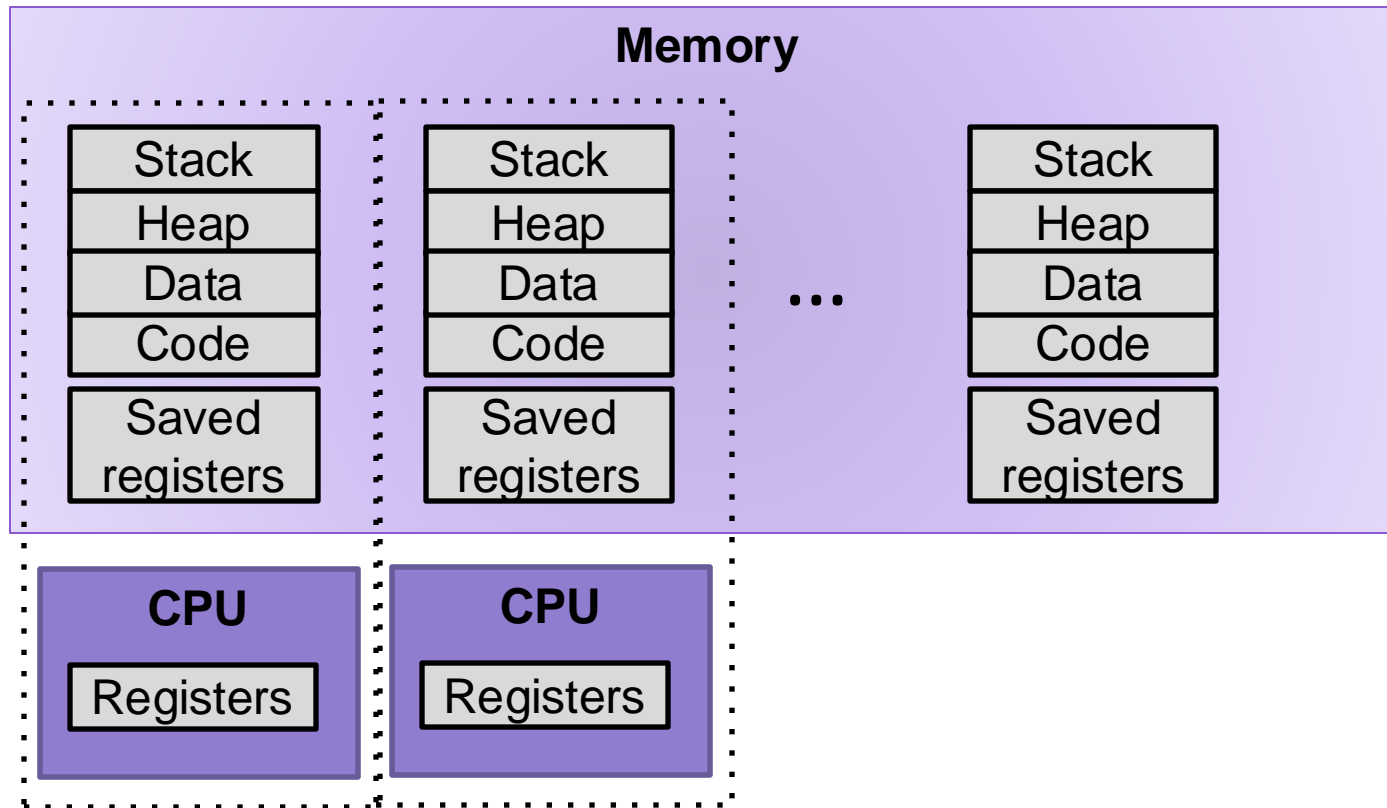 Memory
Stack
Heap
Data
Code
Saved
registers
Stack
Heap
Data
Code
Saved
registers
...
Stack
Heap
Data
Code
Saved
registers
CPU
Registers
CPU
Registers